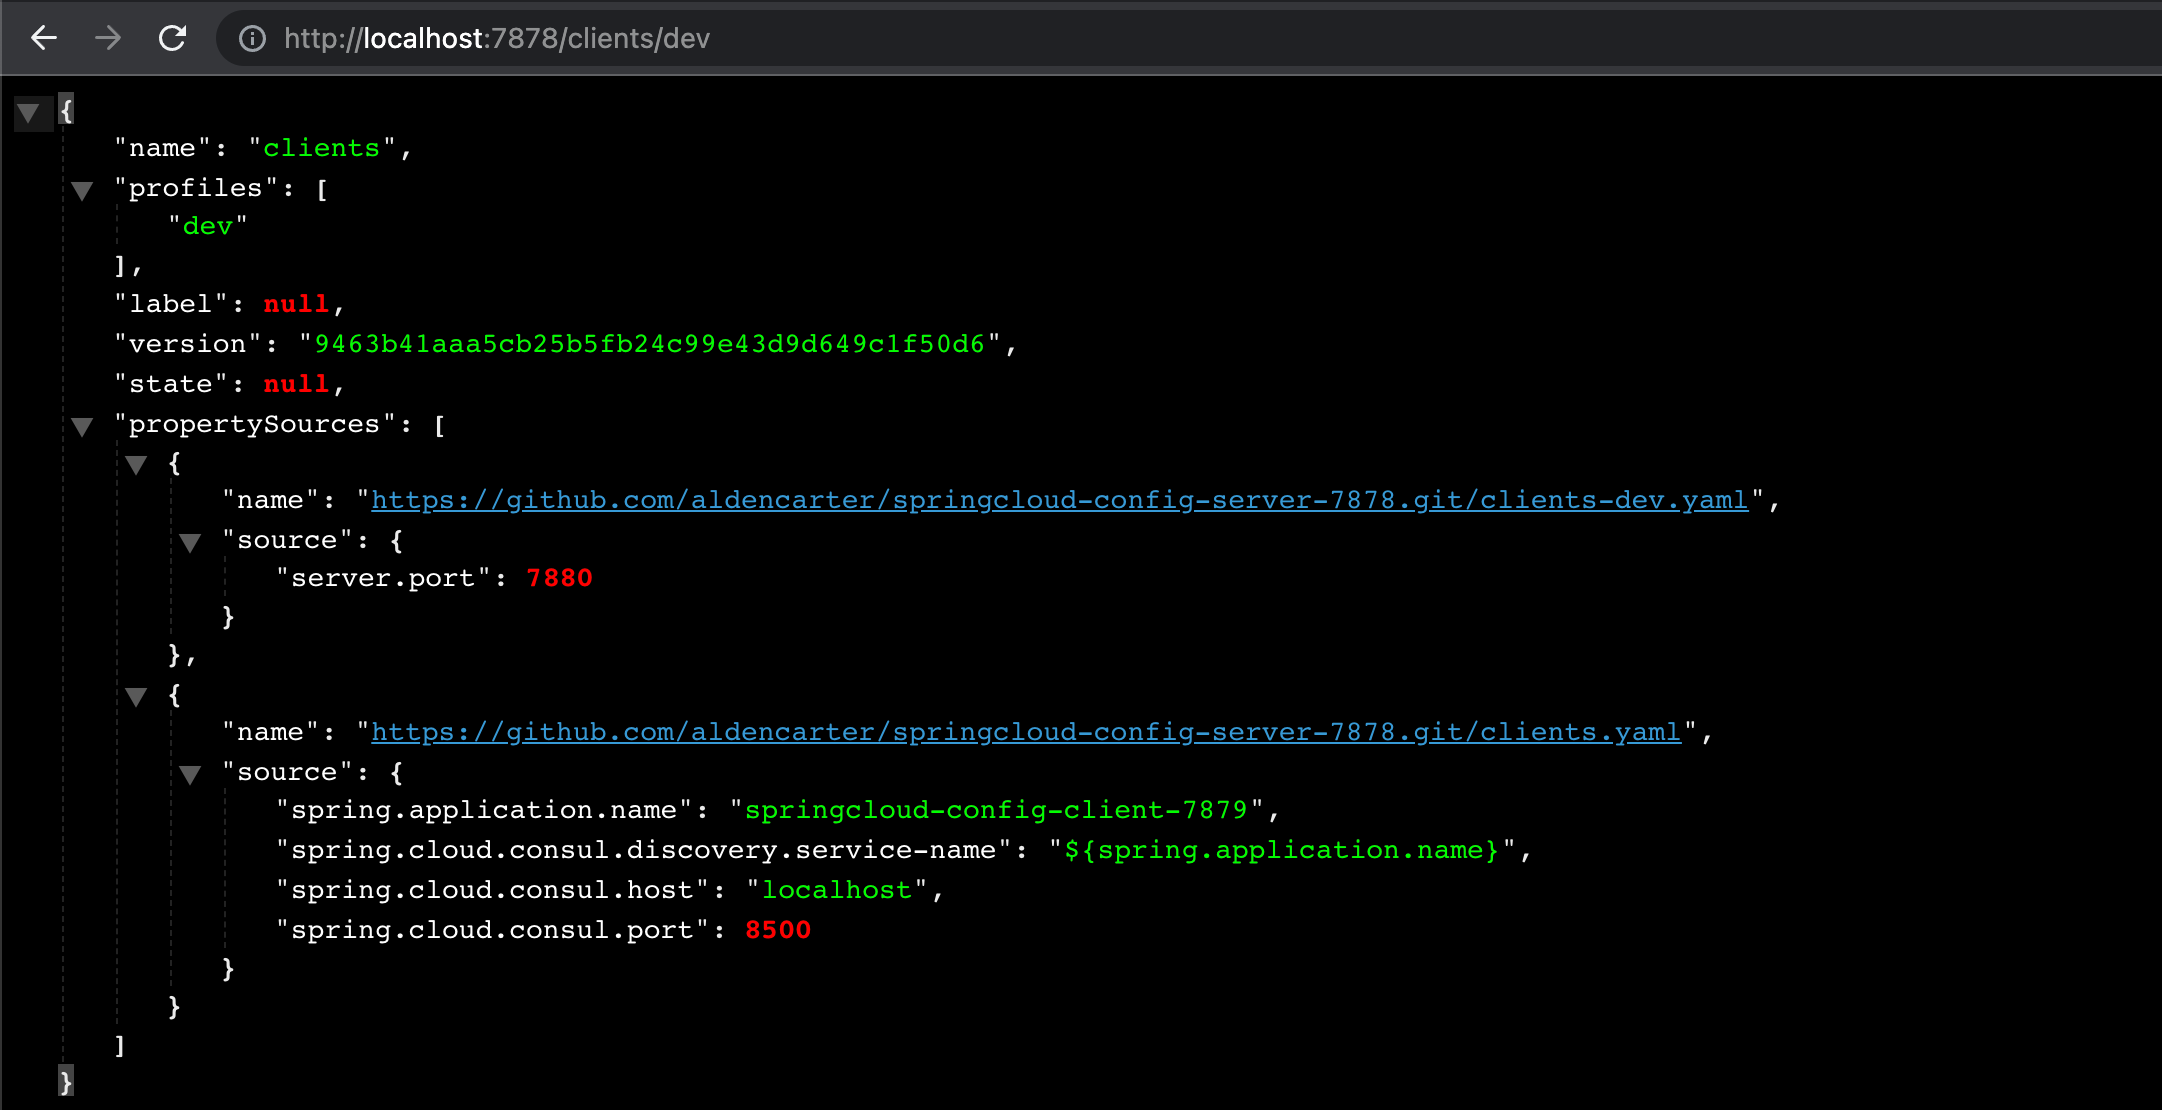 http://localhost:7878/clients/dev
{
"name": "clients",
"profiles": [
"dev"
],
"label": null,
"version": "9463b41aaa5cb25b5fb24c99e43d9d649c1f50d6",
"state": null,
"propertySources": [
{
"name": "https://github.com/aldencarter/springcloud-config-server-7878.git/clients-dev.yaml",
"source": {
"server.port": 7880
}
},
{
"name": "https://github.com/aldencarter/springcloud-config-server-7878.git/clients.yaml",
"source": {
"spring.application.name": "springcloud-config-client-7879",
"spring.cloud.consul.discovery.service-name": "${spring.application.name}",
"spring.cloud.consul.host": "localhost",
"spring.cloud.consul.port": 8500
}
}
]
}